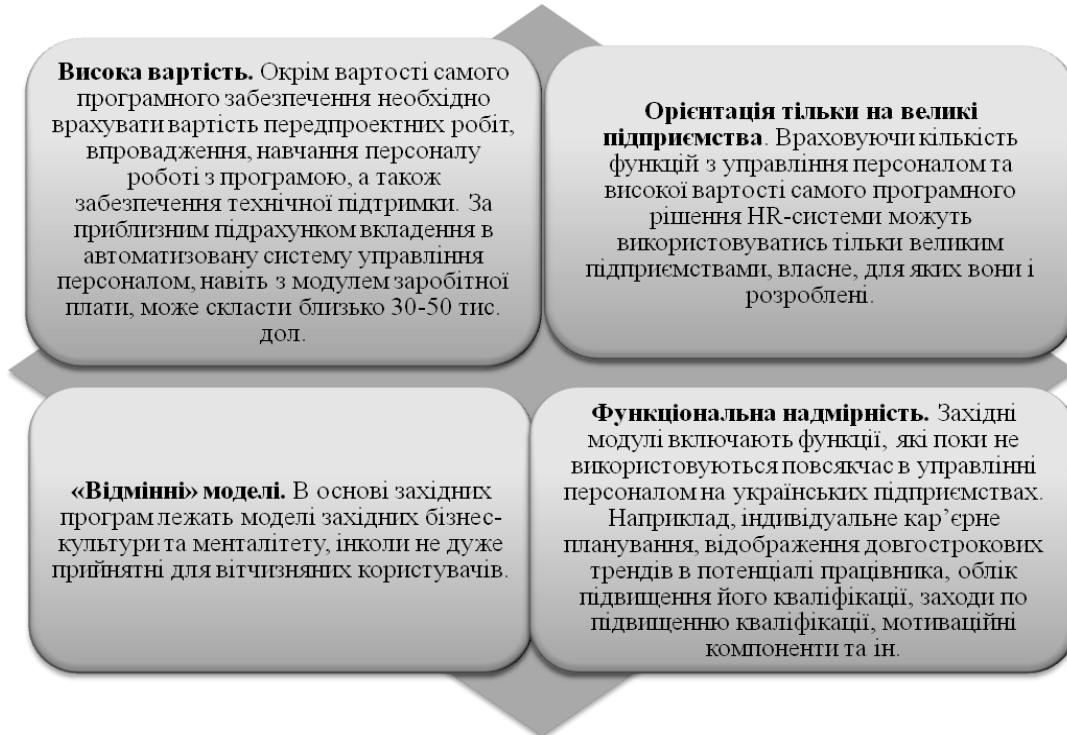 Висока вартість. Окрім вартості самого
програмного забезпечення необхідно
врахувати вартість передпроектних робіт,
впровадження, навчання персоналу
роботі з програмою, а також
забезпечення технічної підтримки. За
приблизним підрахунком вкладення в
автоматизовану систему управління
персоналом, навіть з модулем заробітної
плати, може скласти близько 30-50 тис.
дол.
Орієнтація тільки на великі
підприємства. Враховуючи кількість
функцій з управління персоналом та
високої вартості самого програмного
рішення HR-системи можуть
використовуватись тільки великим
підприємствами, власне, для яких вони і
розроблені.
«Відмінні» моделі. В основі західних
програм лежать моделі західних бізнес-
культури та менталітету, інколи не дуже
прийнятні для вітчизняних користувачів.
Функціональна надмірність. Західні
модулі включають функції, які поки не
використовуються повсякчас в управлінні
персоналом на українських підприємствах.
Наприклад, індивідуальне кар’єрне
планування, відображення довгострокових
трендів в потенціалі працівника, облік
підвищення його кваліфікації, заходи по
підвищенню кваліфікації, мотиваційні
компоненти та ін.